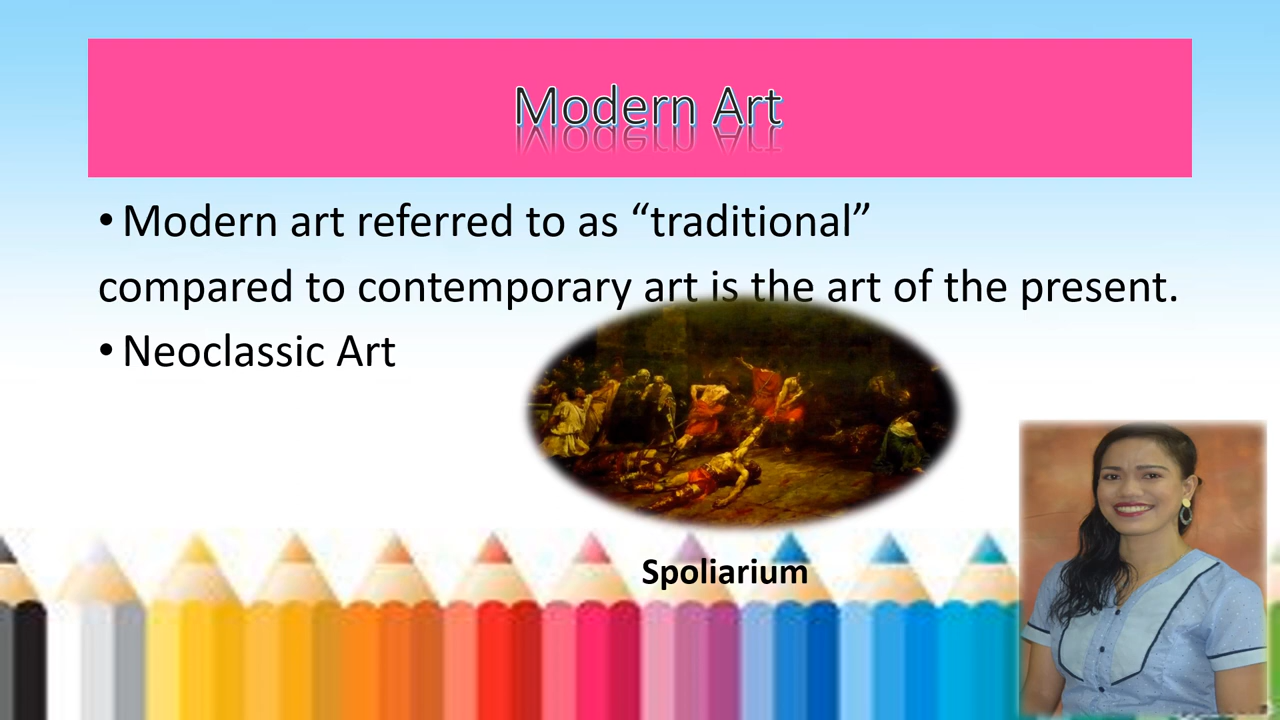 Modern Art
• Modern art referred to as “traditional”
compared to contemporary art is the art of the present.
• Neoclassic Art
Spoliarium